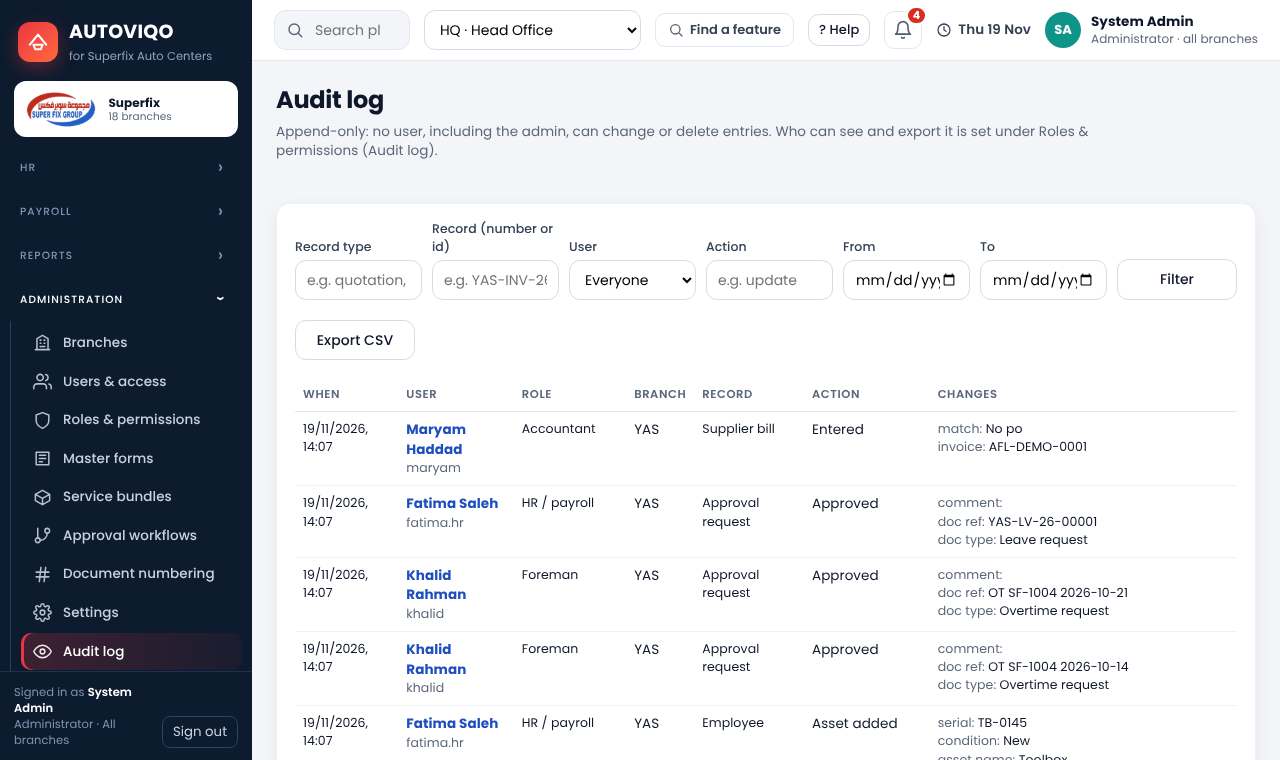 AUTOVIQO
for Superfix Auto Centers
مجموعة سوبرفكس
SUPER FIX GROUP
Superfix
18 branches
HR
PAYROLL
REPORTS
ADMINISTRATION
Branches
Users & access
Roles & permissions
Master forms
Service bundles
Approval workflows
Document numbering
Settings
Audit log
Signed in as System
Admin
Administrator · All
branches
Sign out
Search pl
HQ · Head Office
Find a feature
? Help
4
Thu 19 Nov
SA
System Admin
Administrator · all branches
Audit log
Append-only: no user, including the admin, can change or delete entries. Who can see and export it is set under Roles &
permissions (Audit log).
Record type
Record (number or
id)
User
Action
From
To
e.g. quotation,
e.g. YAS-INV-26
Everyone
e.g. update
mm/dd/yyy
mm/dd/yyy
Filter
Export CSV
WHEN USER ROLE BRANCH RECORD ACTION CHANGES
19/11/2026,
14:07
Maryam
Haddad
maryam
Accountant
YAS
Supplier bill
Entered
match: No po
invoice: AFL-DEMO-0001
19/11/2026,
14:07
Fatima Saleh
fatima.hr
HR / payroll
YAS
Approval
request
Approved
comment:
doc ref: YAS-LV-26-00001
doc type: Leave request
19/11/2026,
14:07
Khalid
Rahman
khalid
Foreman
YAS
Approval
request
Approved
comment:
doc ref: OT SF-1004 2026-10-21
doc type: Overtime request
19/11/2026,
14:07
Khalid
Rahman
khalid
Foreman
YAS
Approval
request
Approved
comment:
doc ref: OT SF-1004 2026-10-14
doc type: Overtime request
19/11/2026,
14:07
Fatima Saleh
fatima.hr
HR / payroll
YAS
Employee
Asset added
serial: TB-0145
condition: New
asset name: Toolbox